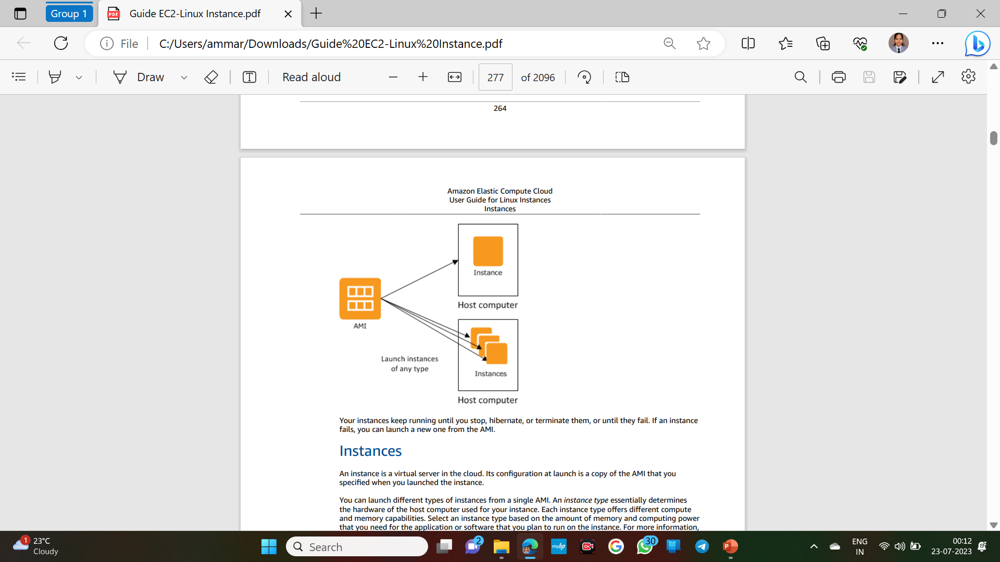 Group 1
PDF
Guide EC2-Linux Instance.pdf
File
C:/Users/ammar/Downloads/Guide%20EC2-Linux%20Instance.pdf
Draw
Read aloud
277
of 2096
264
Amazon Elastic Compute Cloud
User Guide for Linux Instances
Instances
Instance
Host computer
AMI
Launch instances
of any type
Instances
Host computer
Your instances keep running until you stop, hibernate, or terminate them, or until they fail. If an instance
fails, you can launch a new one from the AMI.
Instances
An instance is a virtual server in the cloud. Its configuration at launch is a copy of the AMI that you
specified when you launched the instance.
You can launch different types of instances from a single AMI. An instance type essentially determines
the hardware of the host computer used for your instance. Each instance type offers different compute
and memory capabilities. Select an instance type based on the amount of memory and computing power
that you need for the application or software that you plan to run on the instance. For more information,
1
23°C
Cloudy
Search
2
myhp
30
P
ENG
IN
00:12
23-07-2023